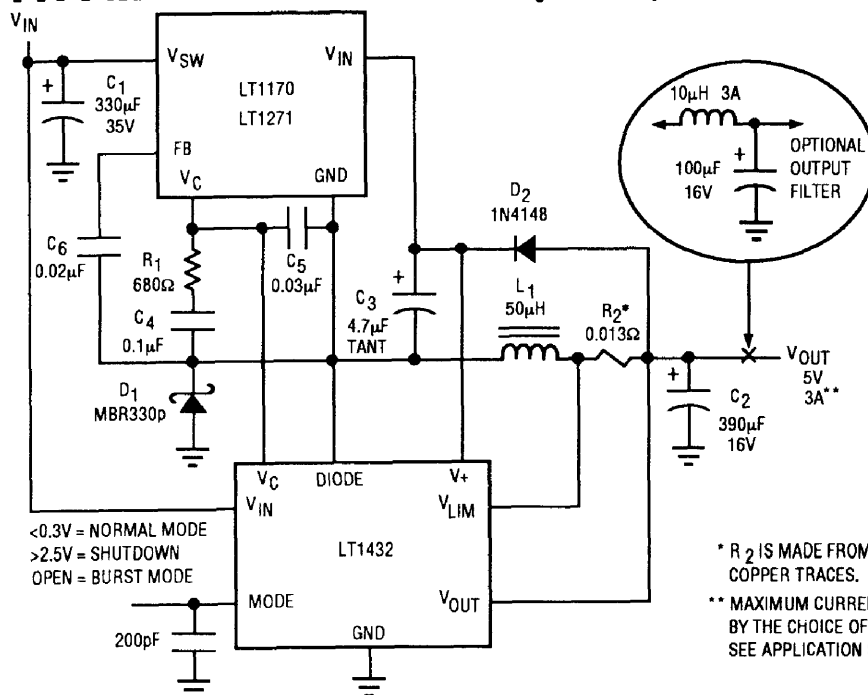 VIN
VSW
VIN
LT1170
LT1271
FB
VC
GND
+
C1
330μF
35V
C6
0.02μF
R1
680Ω
C4
0.1μF
C5
0.03μF
+
C3
4.7μF
TANT
D2
1N4148
L1
50μH
R2*
0.013Ω
10μH 3A
+
100μF
16V
OPTIONAL
OUTPUT
FILTER
D1
MBR330p
+
C2
390μF
16V
VOUT
5V
3A**
VC
DIODE
V+
VIN
VLIM
LT1432
MODE
VOUT
GND
<0.3V = NORMAL MODE
>2.5V = SHUTDOWN
OPEN = BURST MODE
200pF
* R2 IS MADE FROM
COPPER TRACES.
** MAXIMUM
BY THE CHOICE OF
SEE APPLICATION